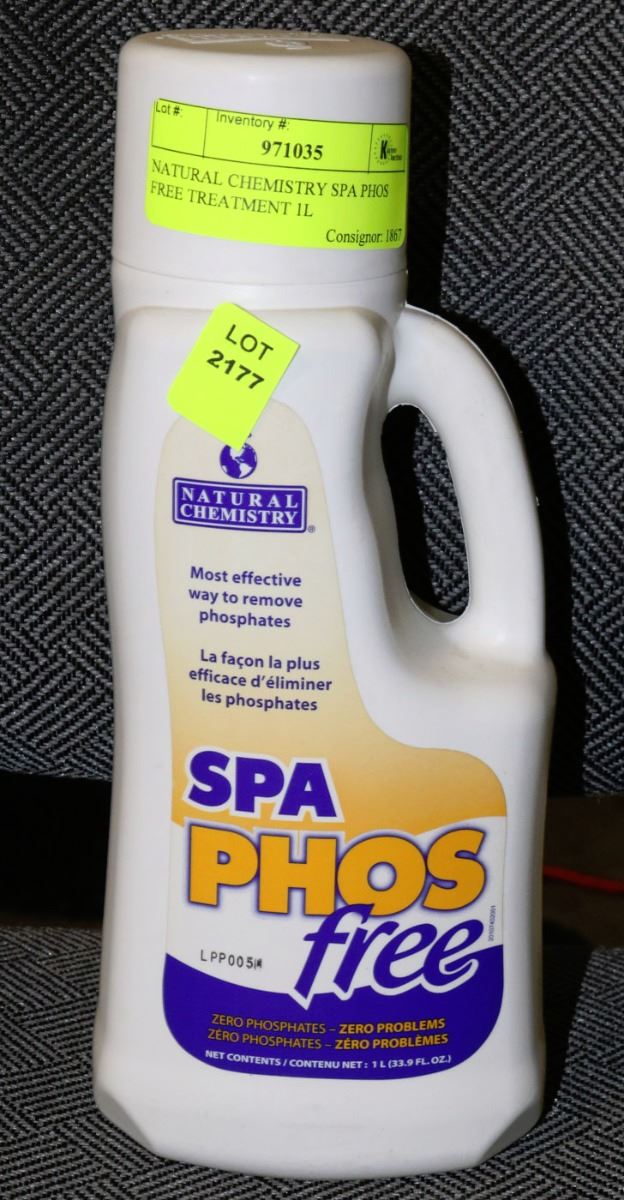 Lot #:
Inventory #:
971035
NATURAL CHEMISTRY SPA PHOS
FREE TREATMENT 1L
Consignor: 1867
LOT
2177
NATURAL
CHEMISTRY®
Most effective
way to remove
phosphates
La façon la plus
efficace d'éliminer
les phosphates
SPA
PHOS
free
ZERO PHOSPHATES – ZERO PROBLEMS
ZÉRO PHOSPHATES – ZÉRO PROBLÈMES
NET CONTENTS / CONTENU NET : 1 L (33.9 FL. OZ.)